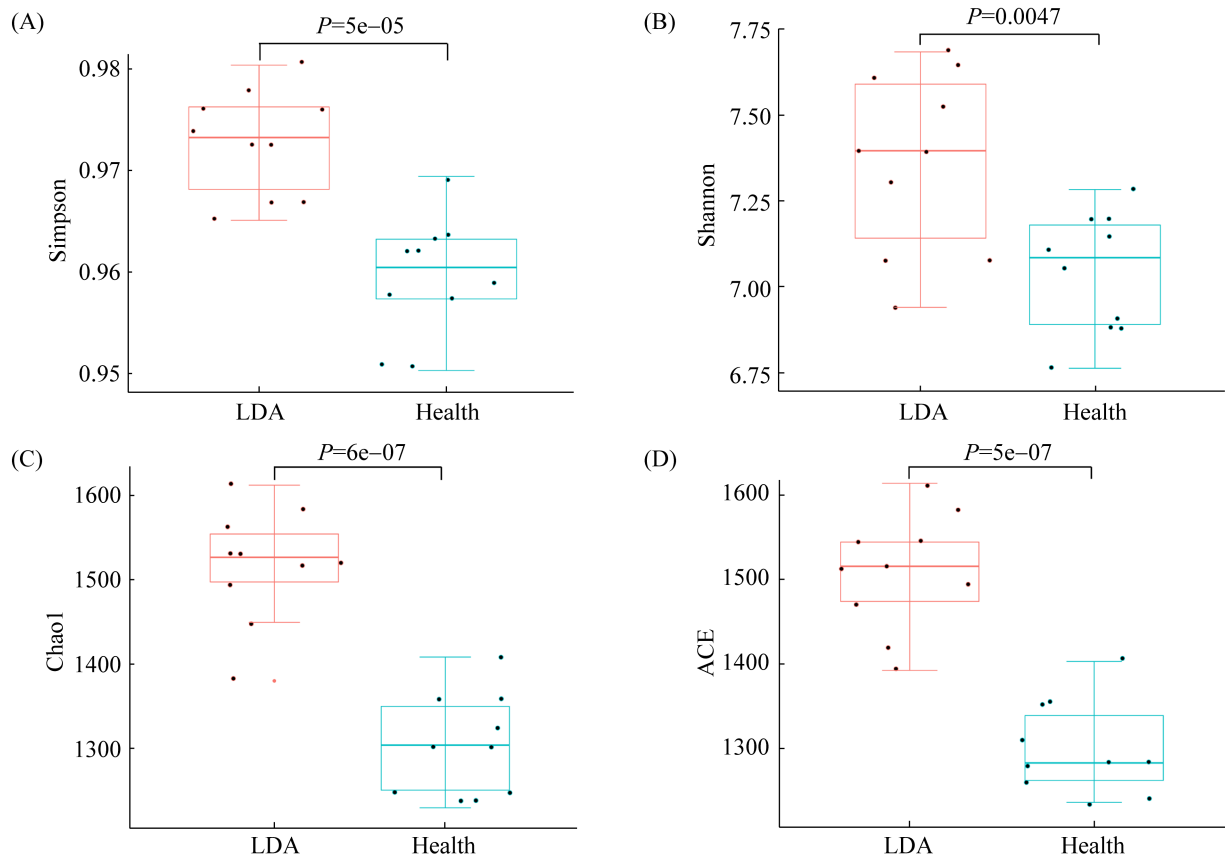 (A)
P=5e−05
Simpson
0.98
0.97
0.96
0.95
LDA
Health
(B)
P=0.0047
Shannon
7.75
7.50
7.25
7.00
6.75
LDA
Health
(C)
P=6e−07
Chao1
1600
1500
1400
1300
LDA
Health
(D)
P=5e−07
ACE
1600
1500
1400
1300
LDA
Health